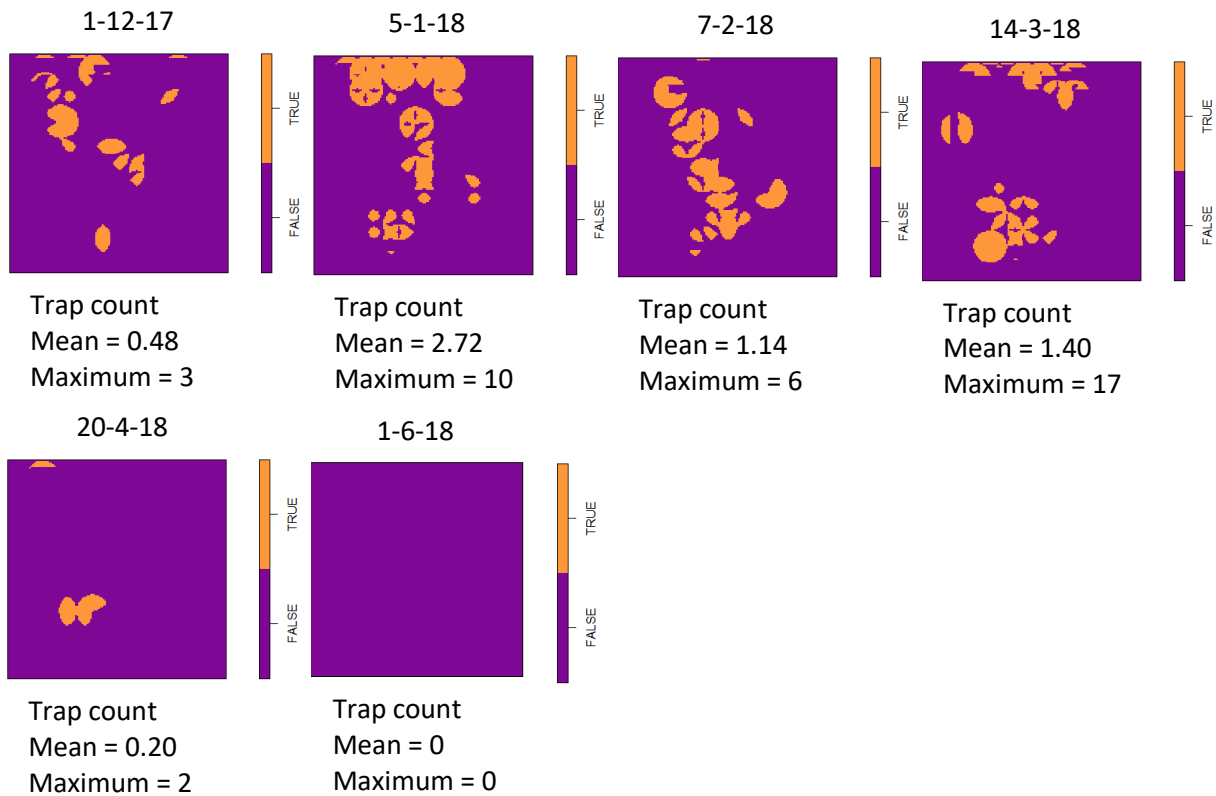 1-12-17
5-1-18
7-2-18
14-3-18
TRUE
FALSE
TRUE
FALSE
TRUE
FALSE
TRUE
FALSE
Trap count
Mean = 0.48
Maximum = 3
Trap count
Mean = 2.72
Maximum = 10
Trap count
Mean = 1.14
Maximum = 6
Trap count
Mean = 1.40
Maximum = 17
20-4-18
1-6-18
TRUE
FALSE
TRUE
FALSE
Trap count
Mean = 0.20
Maximum = 2
Trap count
Mean = 0
Maximum = 0